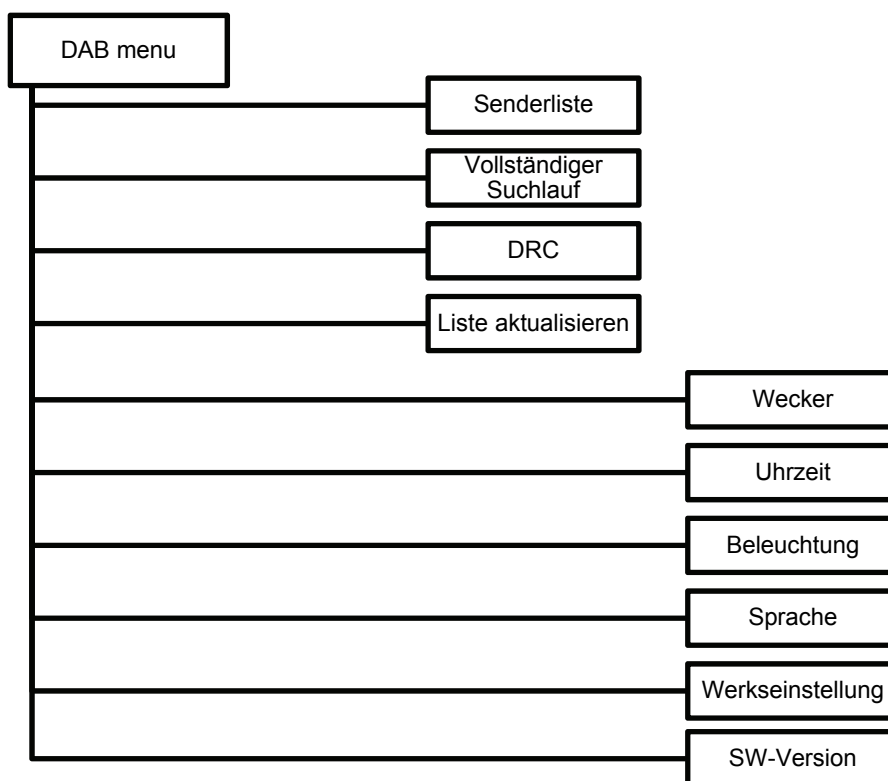 DAB menu
Senderliste
Vollständiger
Suchlauf
DRC
Liste aktualisieren
Wecker
Uhrzeit
Beleuchtung
Sprache
Werkseinstellung
SW-Version